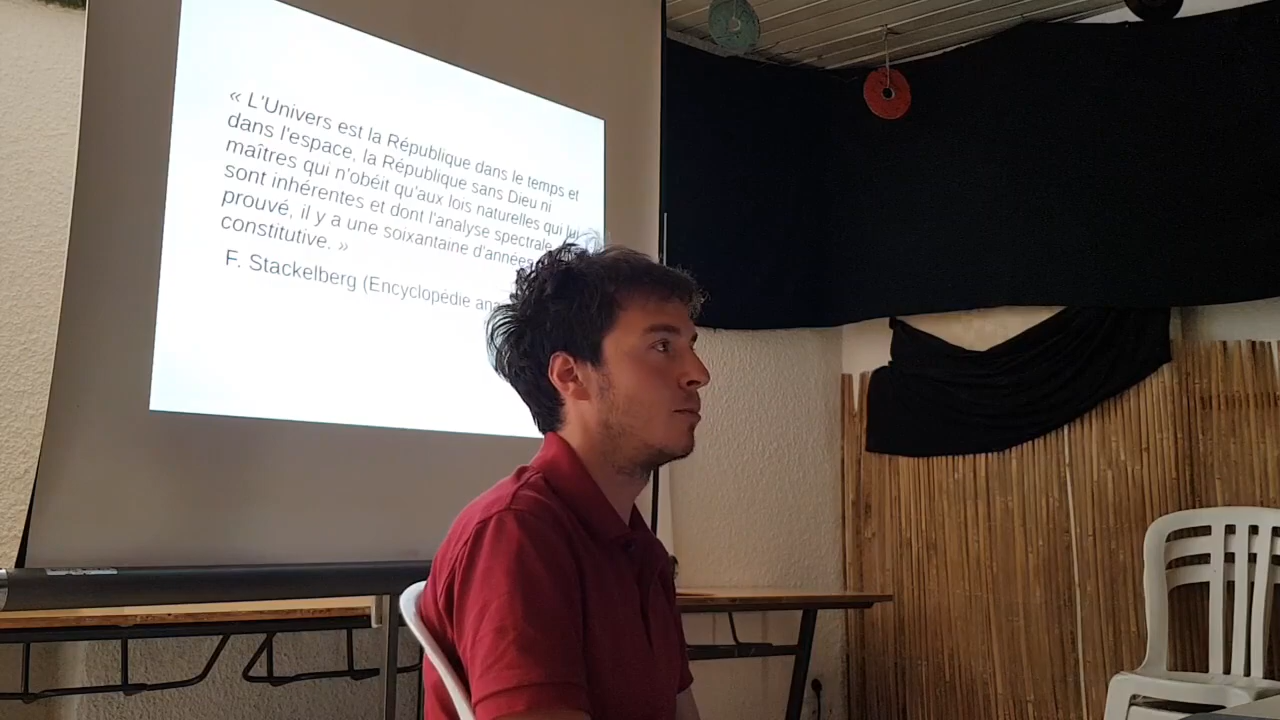 « L'Univers est la République dans le temps et
dans l'espace, la République sans Dieu ni
maîtres qui n'obéit qu'aux lois naturelles qui lui
sont inhérentes et dont l'analyse spectrale
prouvé, il y a une soixantaine d'années
constitutive. »
F. Stackelberg (Encyclopédie